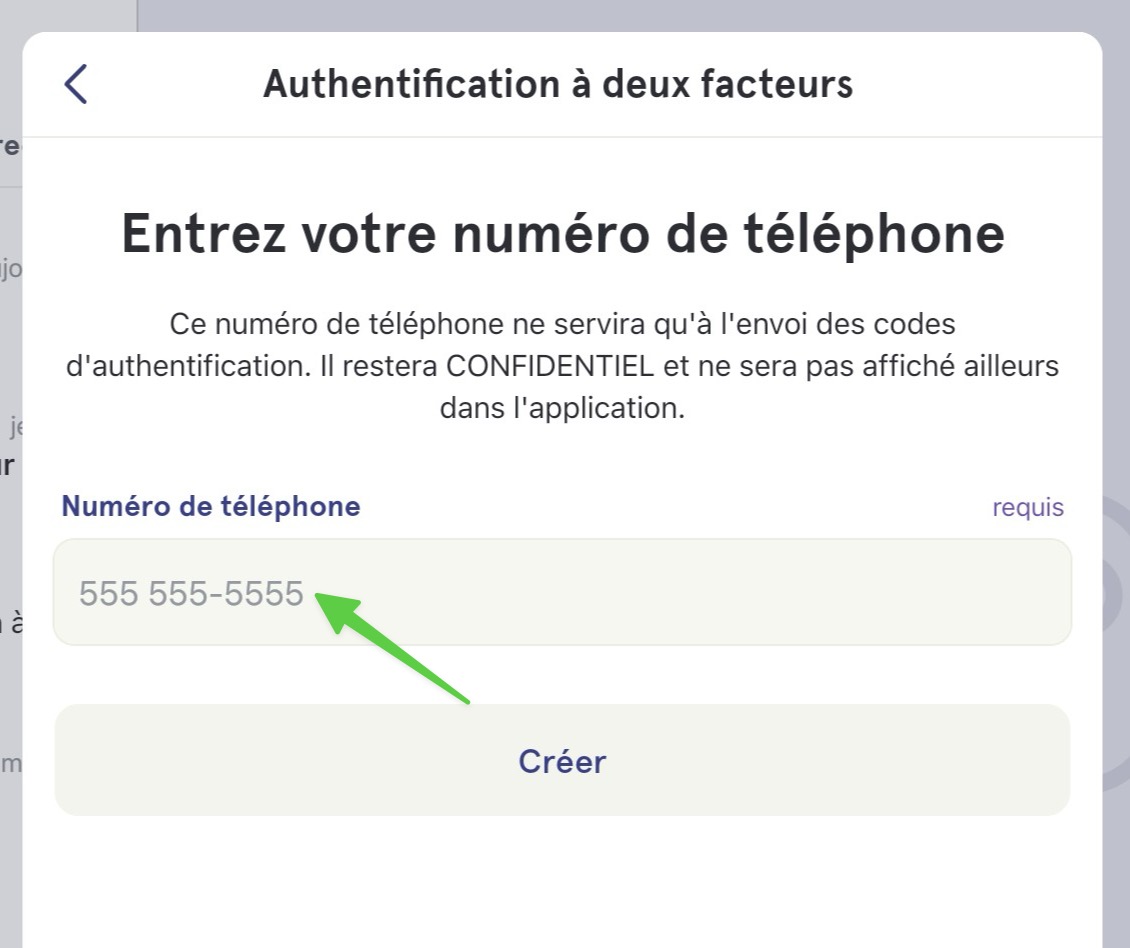 Authentification à deux facteurs
Entrez votre numéro de téléphone
Ce numéro de téléphone ne servira qu'à l'envoi des codes
d'authentification. Il restera CONFIDENTIEL et ne sera pas affiché ailleurs
dans l'application.
Numéro de téléphone
requis
555 555-5555
Créer